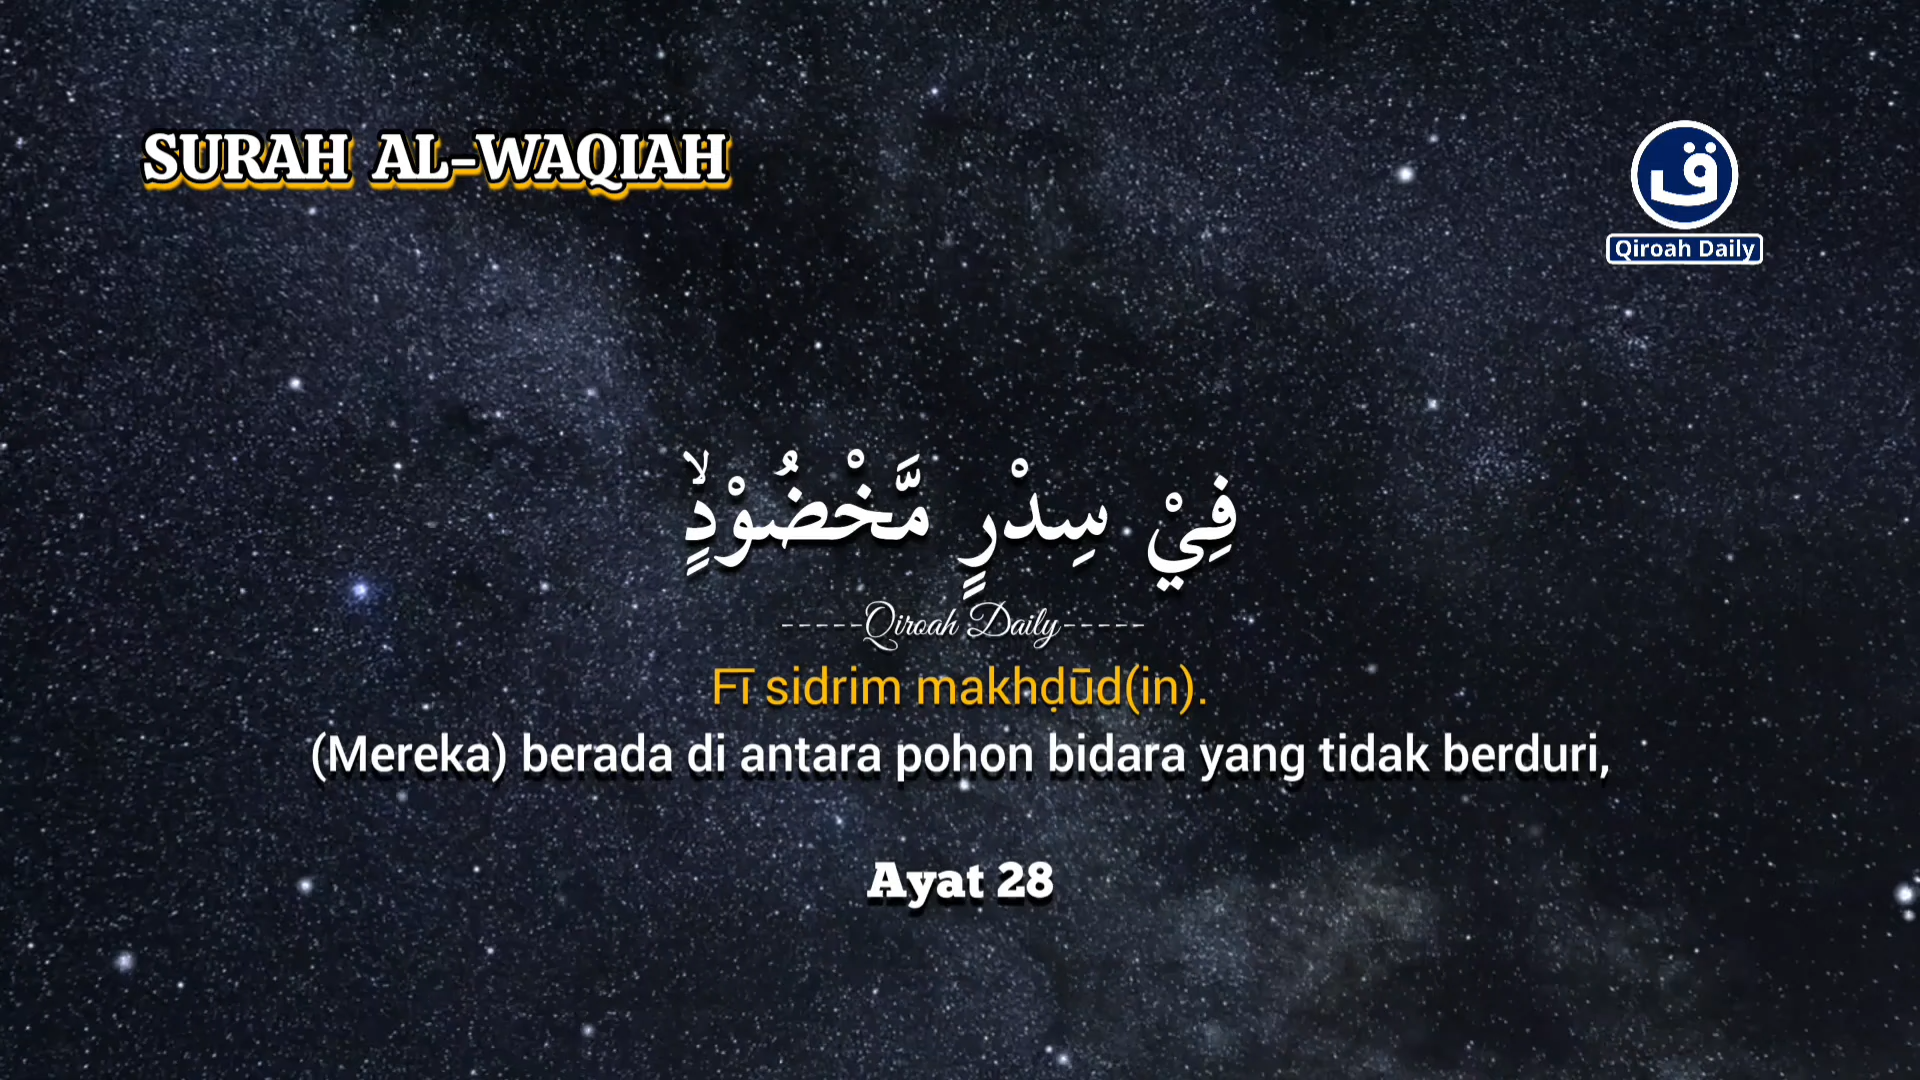 SURAH AL-WAQIAH
ق
Qiroah Daily
فِيْ سِدْرٍ مَّخْضُوْدٍۙ
-----Qiroah Daily-----
Fī sidrim makhḍūd(in).
(Mereka) berada di antara pohon bidara yang tidak berduri,
Ayat 28